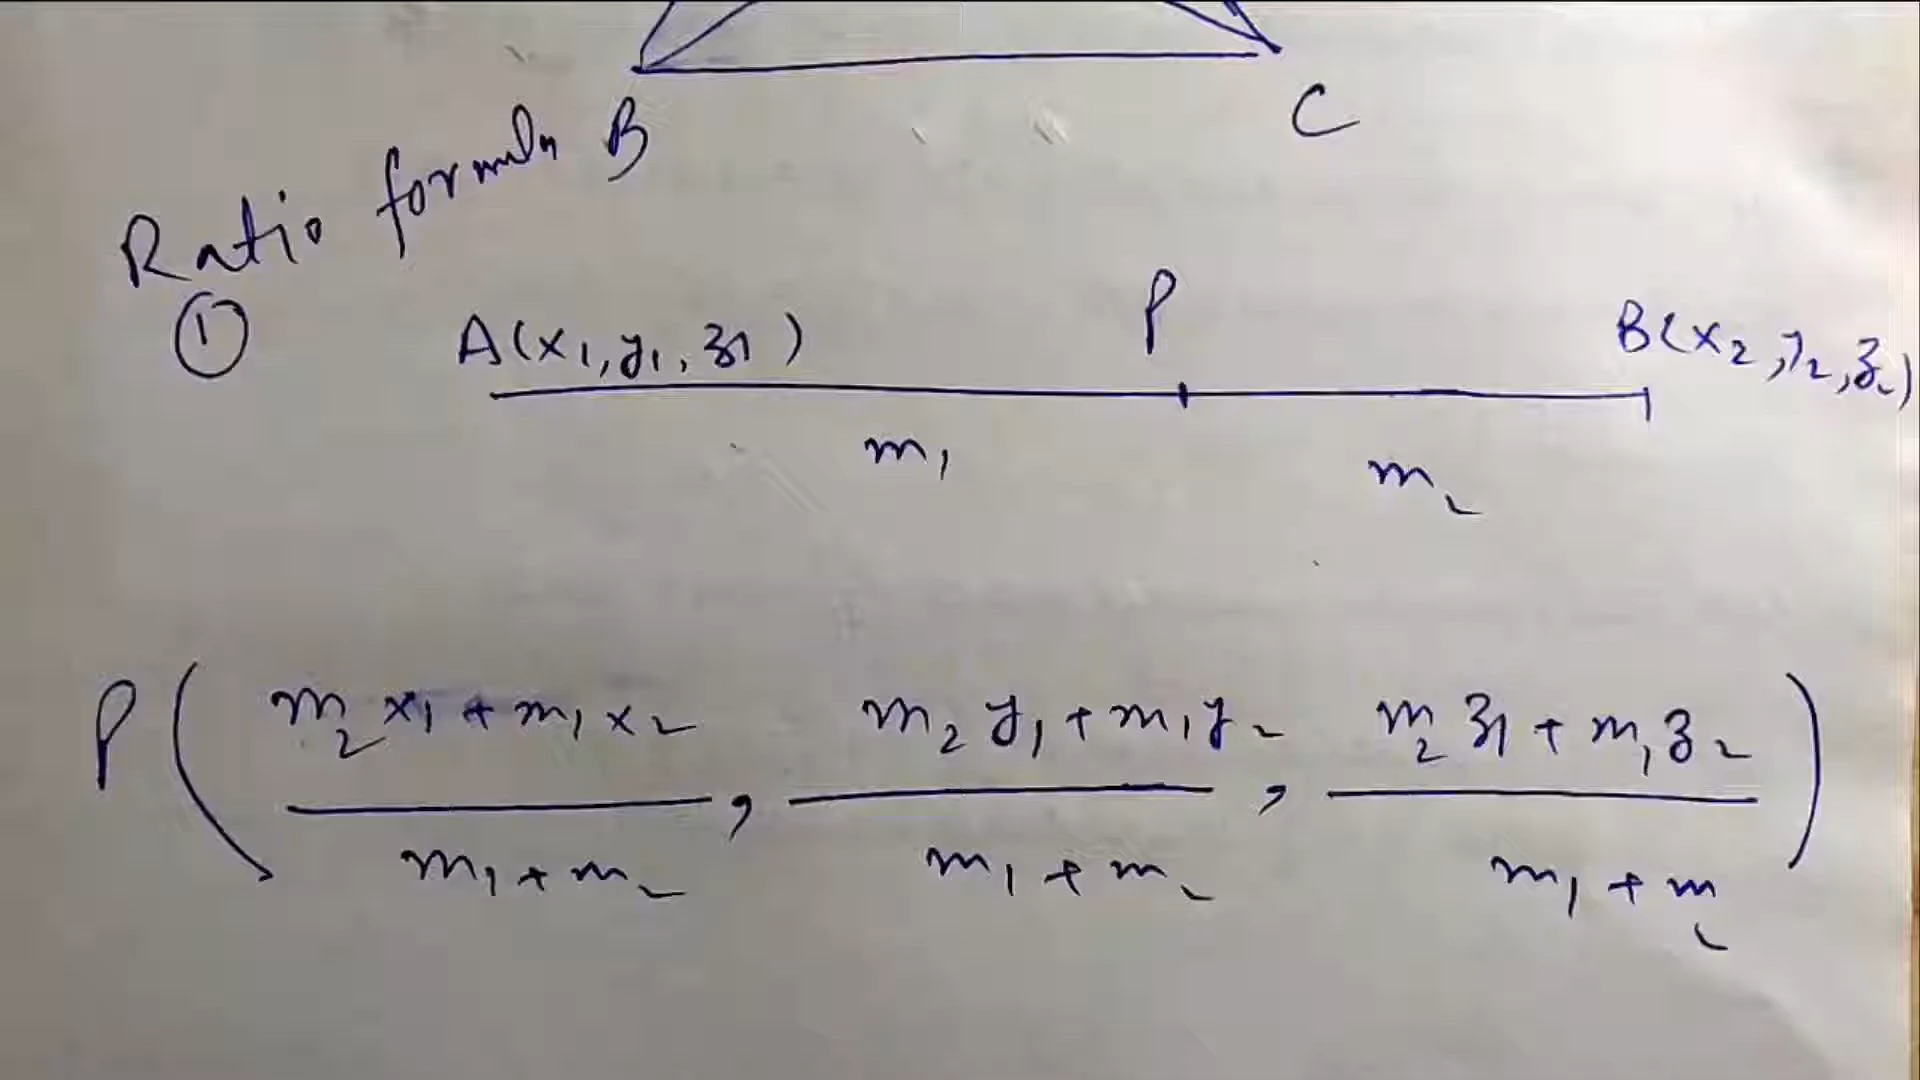 B C
Ratio formula
①
A(x₁, y₁, z₁) P B(x₂, y₂, z₂)
m₁ m₂
P( (m₂x₁ + m₁x₂)/(m₁ + m₂), (m₂y₁ + m₁y₂)/(m₁ + m₂), (m₂z₁ + m₁z₂)/(m₁ + m₂) )